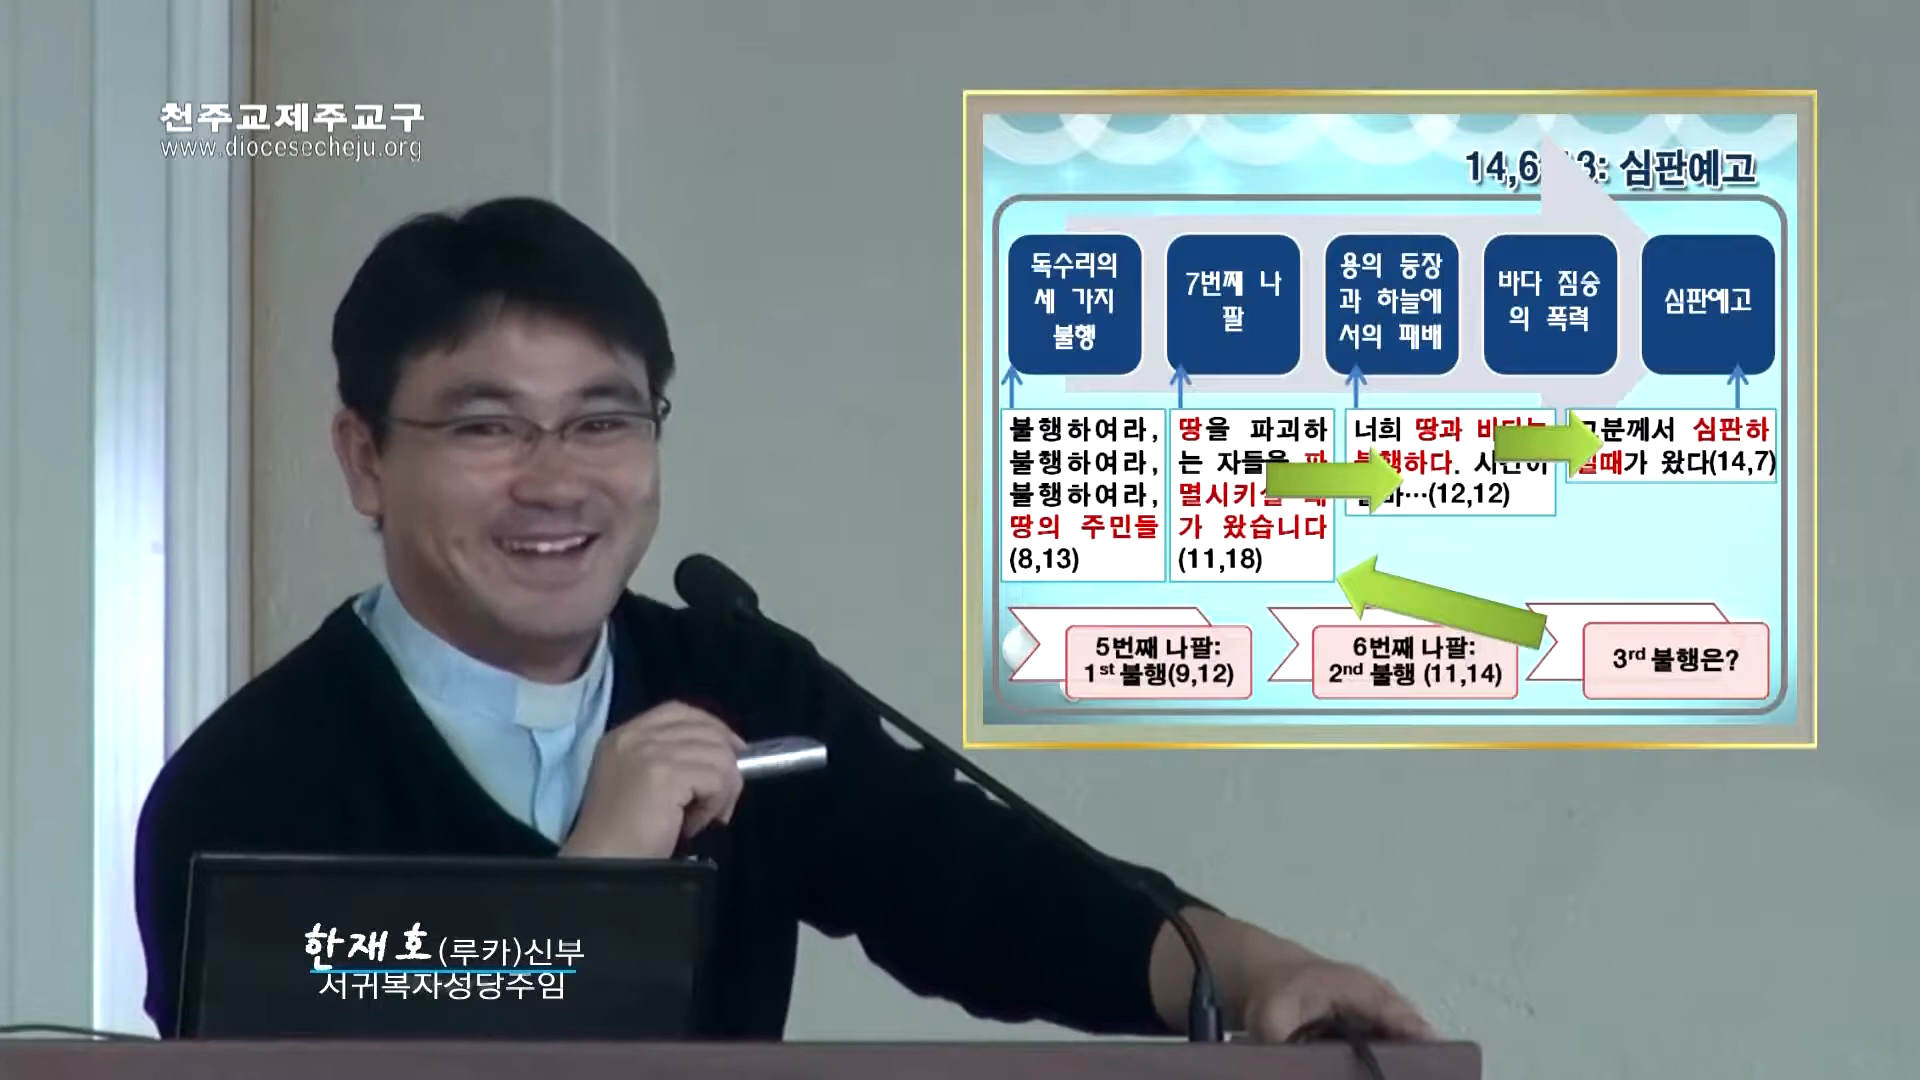 천주교제주교구
www.diocesecheju.org
심판예고
독수리의
세 가지
불행
7번째 나
팔
용의 등장
과 하늘에
서의 패배
바다 짐승
의 폭력
심판예고
불행하여라,
불행하여라,
불행하여라,
땅의 주민들
(8,13)
땅을 파괴하
는 자들을
멸시키실
가 왔습니다
(11,18)
너희 땅과
불행하다.
(12,12)
심판하
때가 왔다(14,7)
5번째 나팔:
1st 불행(9,12)
6번째 나팔:
2nd 불행 (11,14)
3rd 불행은?
한재호(루카)신부
서귀복자성당주임